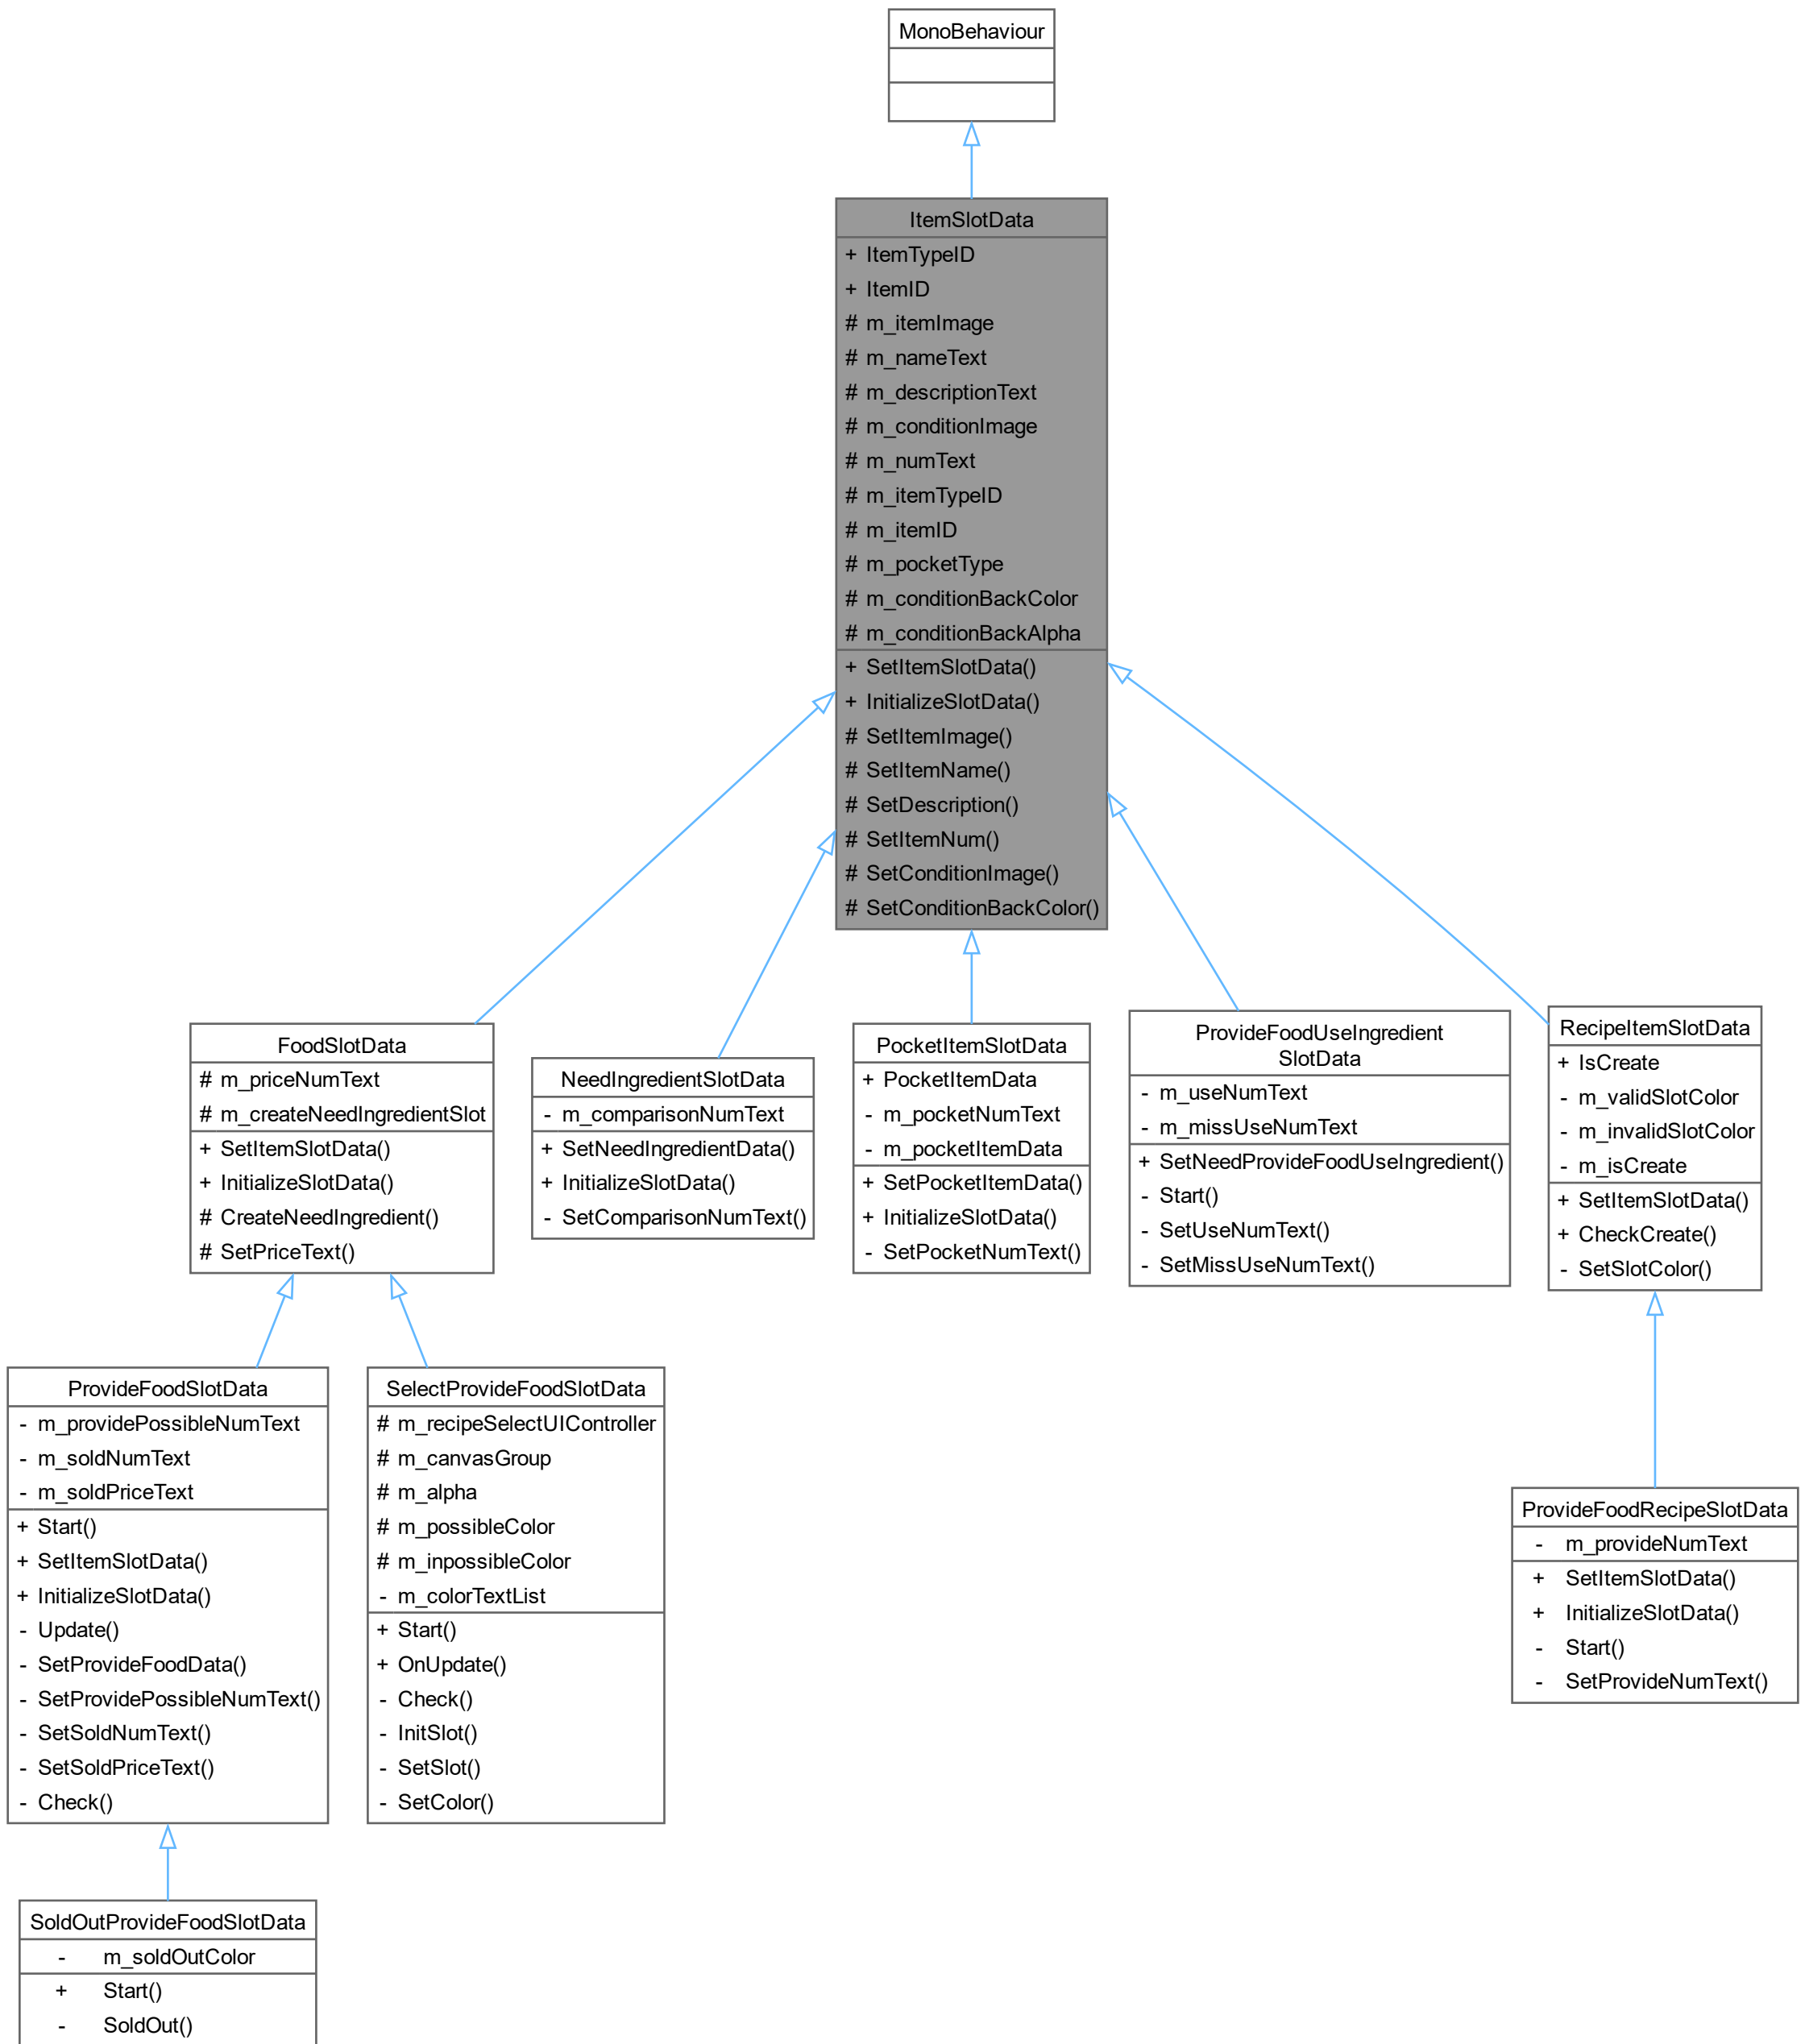 MonoBehaviour
ItemSlotData
+ ItemTypeID
+ ItemID
# m_itemImage
# m_nameText
# m_descriptionText
# m_conditionImage
# m_numText
# m_itemTypeID
# m_itemID
# m_pocketType
# m_conditionBackColor
# m_conditionBackAlpha
+ SetItemSlotData()
+ InitializeSlotData()
# SetItemImage()
# SetItemName()
# SetDescription()
# SetItemNum()
# SetConditionImage()
# SetConditionBackColor()
FoodSlotData
# m_priceNumText
# m_createNeedIngredientSlot
+ SetItemSlotData()
+ InitializeSlotData()
# CreateNeedIngredient()
# SetPriceText()
NeedIngredientSlotData
- m_comparisonNumText
+ SetNeedIngredientData()
+ InitializeSlotData()
- SetComparisonNumText()
PocketItemSlotData
+ PocketItemData
- m_pocketNumText
- m_pocketItemData
+ SetPocketItemData()
+ InitializeSlotData()
- SetPocketNumText()
ProvideFoodUseIngredient
SlotData
- m_useNumText
- m_missUseNumText
+ SetNeedProvideFoodUseIngredient()
- Start()
- SetUseNumText()
- SetMissUseNumText()
RecipeItemSlotData
+ IsCreate
- m_validSlotColor
- m_invalidSlotColor
- m_isCreate
+ SetItemSlotData()
+ CheckCreate()
- SetSlotColor()
ProvideFoodSlotData
- m_providePossibleNumText
- m_soldNumText
- m_soldPriceText
+ Start()
+ SetItemSlotData()
+ InitializeSlotData()
- Update()
- SetProvideFoodData()
- SetProvidePossibleNumText()
- SetSoldNumText()
- SetSoldPriceText()
- Check()
SelectProvideFoodSlotData
# m_recipeSelectUIController
# m_canvasGroup
# m_alpha
# m_possibleColor
# m_inpossibleColor
- m_colorTextList
+ Start()
+ OnUpdate()
- Check()
- InitSlot()
- SetSlot()
- SetColor()
ProvideFoodRecipeSlotData
- m_provideNumText
+ SetItemSlotData()
+ InitializeSlotData()
- Start()
- SetProvideNumText()
SoldOutProvideFoodSlotData
- m_soldOutColor
+ Start()
- SoldOut()